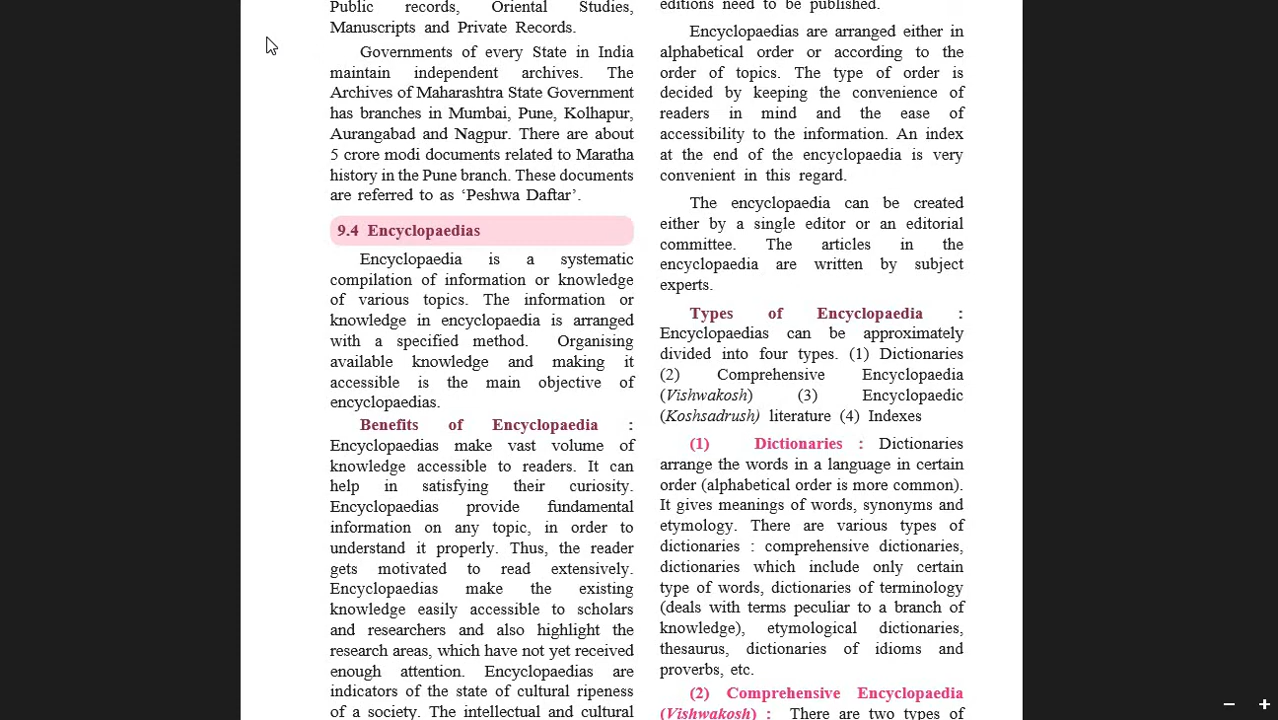 Public records, Oriental Studies,
Manuscripts and Private Records.
Governments of every State in India
maintain independent archives. The
Archives of Maharashtra State Government
has branches in Mumbai, Pune, Kolhapur,
Aurangabad and Nagpur. There are about
5 crore modi documents related to Maratha
history in the Pune branch. These documents
are referred to as ‘Peshwa Daftar’.
9.4 Encyclopaedias
Encyclopaedia is a systematic
compilation of information or knowledge
of various topics. The information or
knowledge in encyclopaedia is arranged
with a specified method. Organising
available knowledge and making it
accessible is the main objective of
encyclopaedias.
Benefits of Encyclopaedia :
Encyclopaedias make vast volume of
knowledge accessible to readers. It can
help in satisfying their curiosity.
Encyclopaedias provide fundamental
information on any topic, in order to
understand it properly. Thus, the reader
gets motivated to read extensively.
Encyclopaedias make the existing
knowledge easily accessible to scholars
and researchers and also highlight the
research areas, which have not yet received
enough attention. Encyclopaedias are
indicators of the state of cultural ripeness
of a society. The intellectual and cultural
editions need to be published.
Encyclopaedias are arranged either in
alphabetical order or according to the
order of topics. The type of order is
decided by keeping the convenience of
readers in mind and the ease of
accessibility to the information. An index
at the end of the encyclopaedia is very
convenient in this regard.
The encyclopaedia can be created
either by a single editor or an editorial
committee. The articles in the
encyclopaedia are written by subject
experts.
Types of Encyclopaedia :
Encyclopaedias can be approximately
divided into four types. (1) Dictionaries
(2) Comprehensive Encyclopaedia
(Vishwakosh) (3) Encyclopaedic
(Koshsadrush) literature (4) Indexes
(1) Dictionaries : Dictionaries
arrange the words in a language in certain
order (alphabetical order is more common).
It gives meanings of words, synonyms and
etymology. There are various types of
dictionaries : comprehensive dictionaries,
dictionaries which include only certain
type of words, dictionaries of terminology
(deals with terms peculiar to a branch of
knowledge), etymological dictionaries,
thesaurus, dictionaries of idioms and
proverbs, etc.
(2) Comprehensive Encyclopaedia
(Vishwakosh) : There are two types of